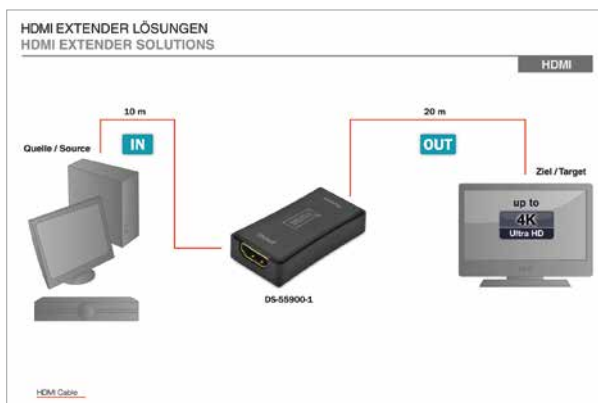 HDMI EXTENDER LÖSUNGEN
HDMI EXTENDER SOLUTIONS
HDMI
10 m
20 m
IN
OUT
Quelle / Source
Ziel / Target
up to
4K
Ultra HD
DS-55900-1
HDMI Cable